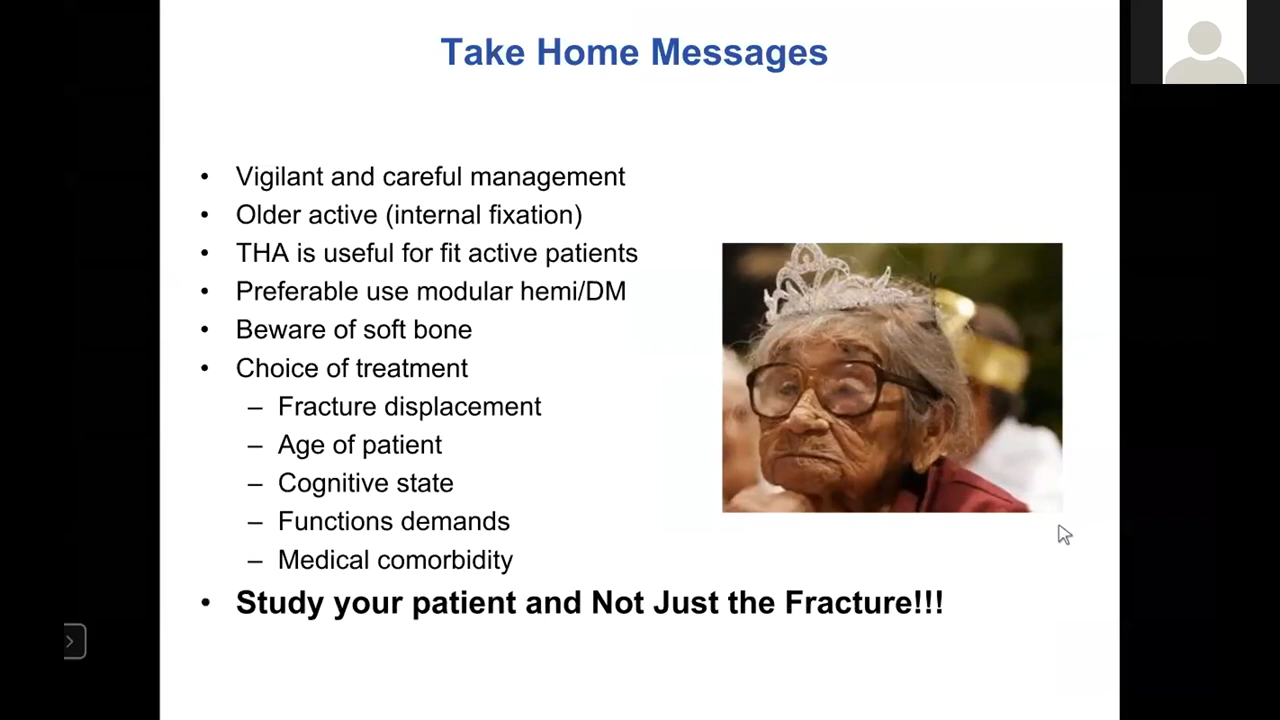 Take Home Messages
• Vigilant and careful management
• Older active (internal fixation)
• THA is useful for fit active patients
• Preferable use modular hemi/DM
• Beware of soft bone
• Choice of treatment
– Fracture displacement
– Age of patient
– Cognitive state
– Functions demands
– Medical comorbidity
• Study your patient and Not Just the Fracture!!!